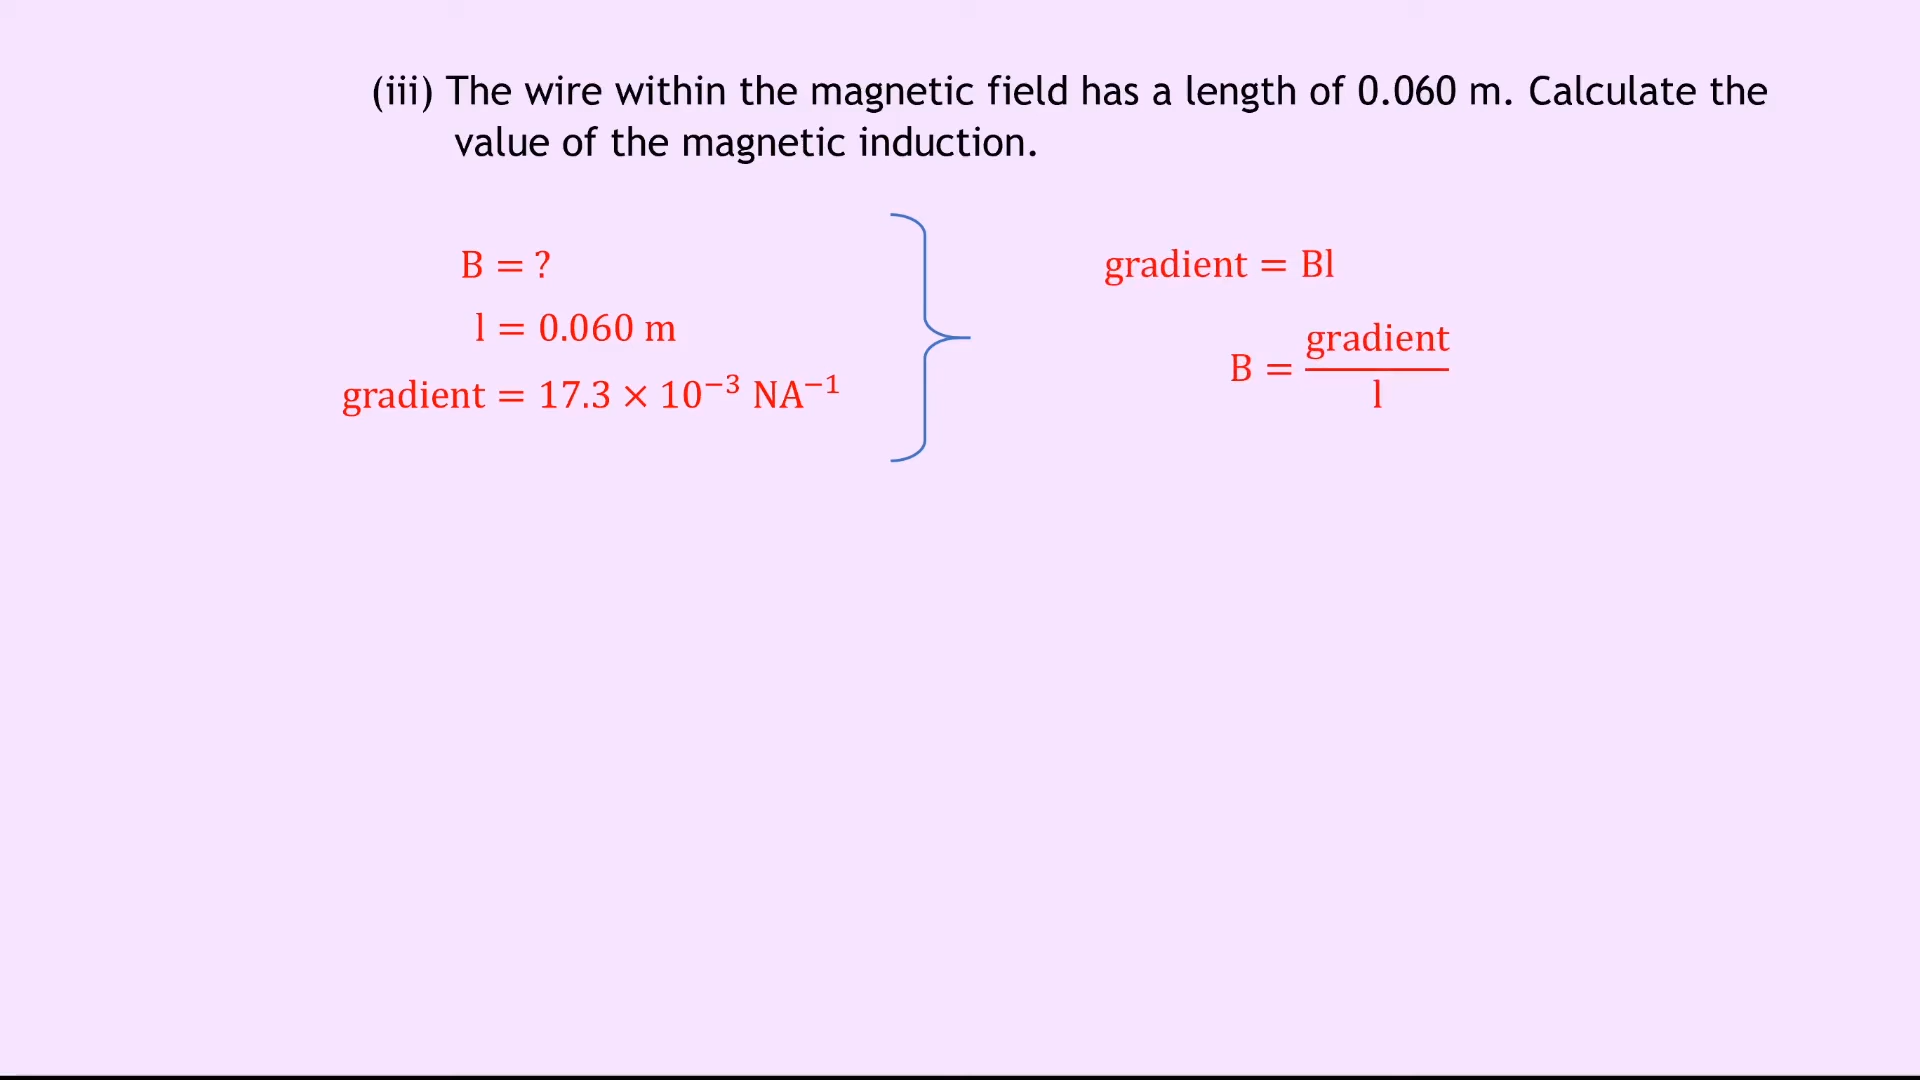 (iii) The wire within the magnetic field has a length of 0.060 m. Calculate the
value of the magnetic induction.
B = ?
l = 0.060 m
gradient = 17.3 × 10⁻³ NA⁻¹
gradient = Bl
B = gradient / l